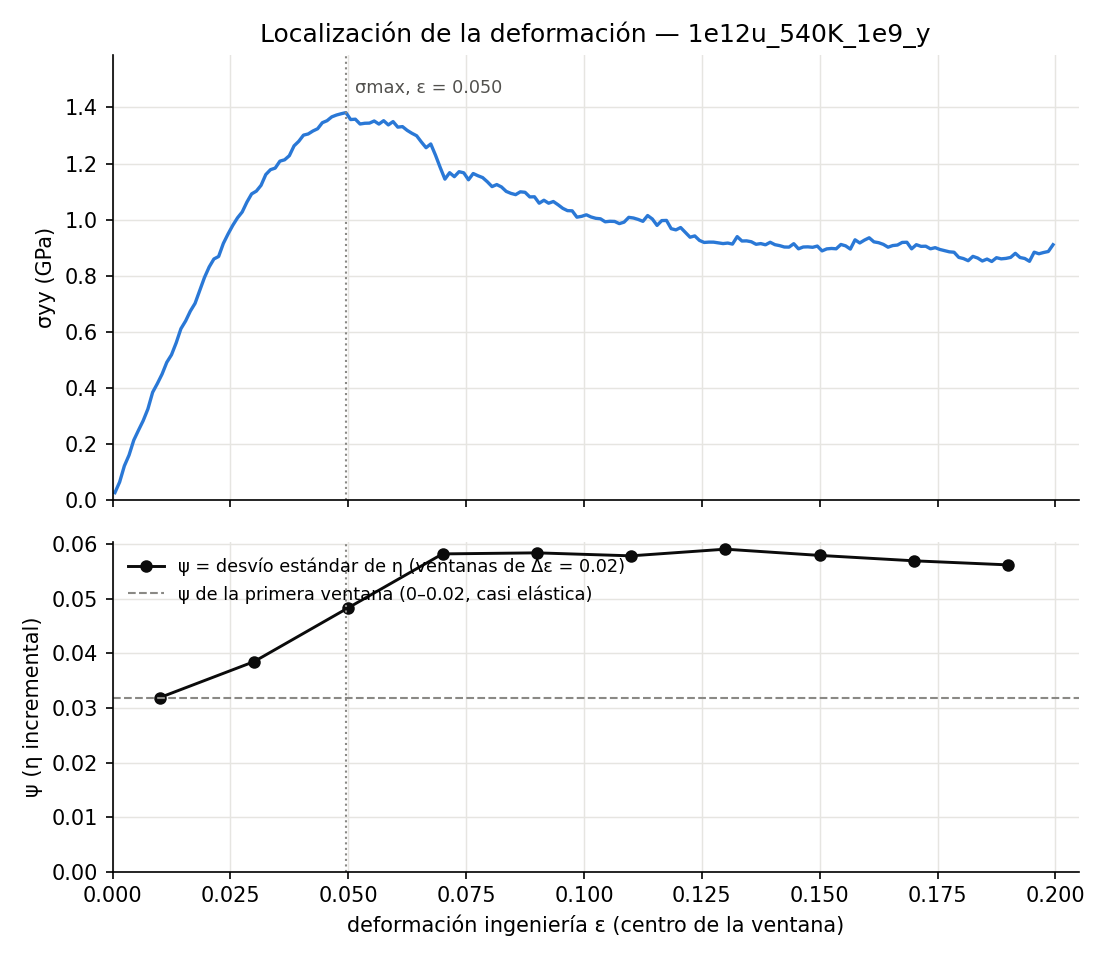 Localización de la deformación — 1e12u_540K_1e9_y
σmax, ε = 0.050
σyy (GPa)
1.4
1.2
1.0
0.8
0.6
0.4
0.2
0.0
ψ = desvío estándar de η (ventanas de Δε = 0.02)
ψ de la primera ventana (0–0.02, casi elástica)
ψ (η incremental)
0.06
0.05
0.04
0.03
0.02
0.01
0.00
0.000 0.025 0.050 0.075 0.100 0.125 0.150 0.175 0.200
deformación ingeniería ε (centro de la ventana)